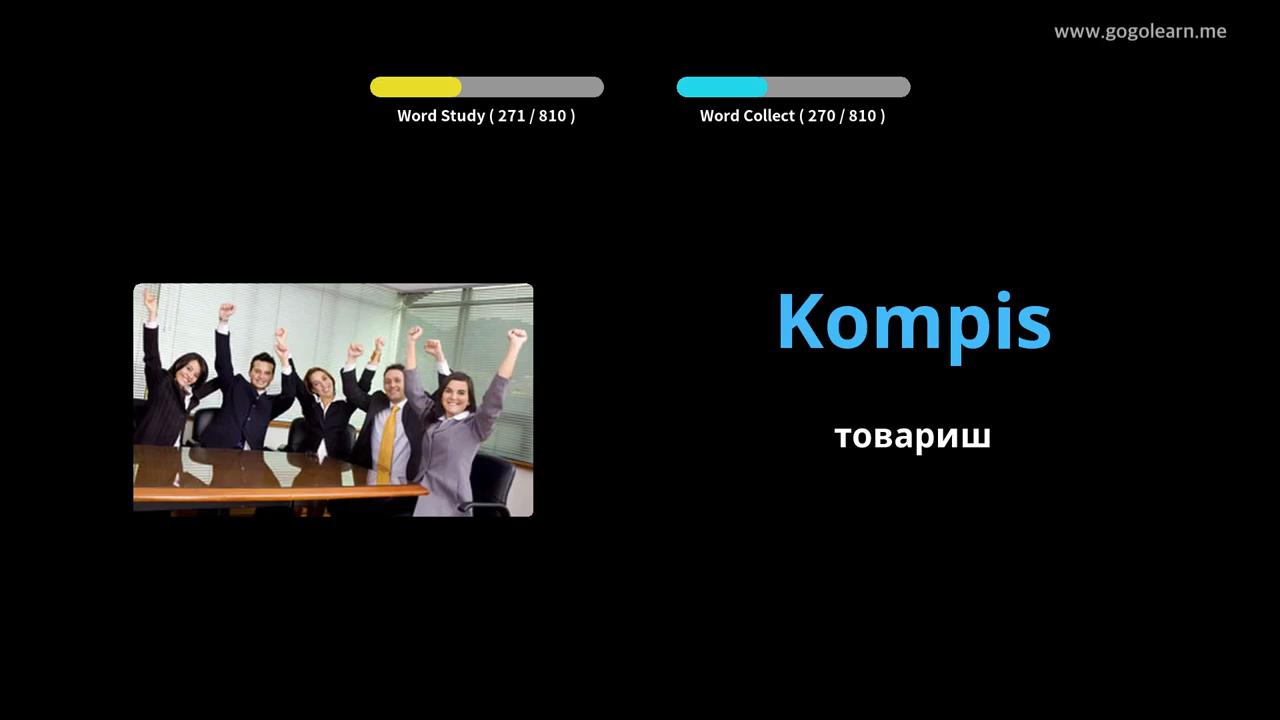 www.gogolearn.me
Word Study ( 271 / 810 )
Word Collect ( 270 / 810 )
Kompis
товариш